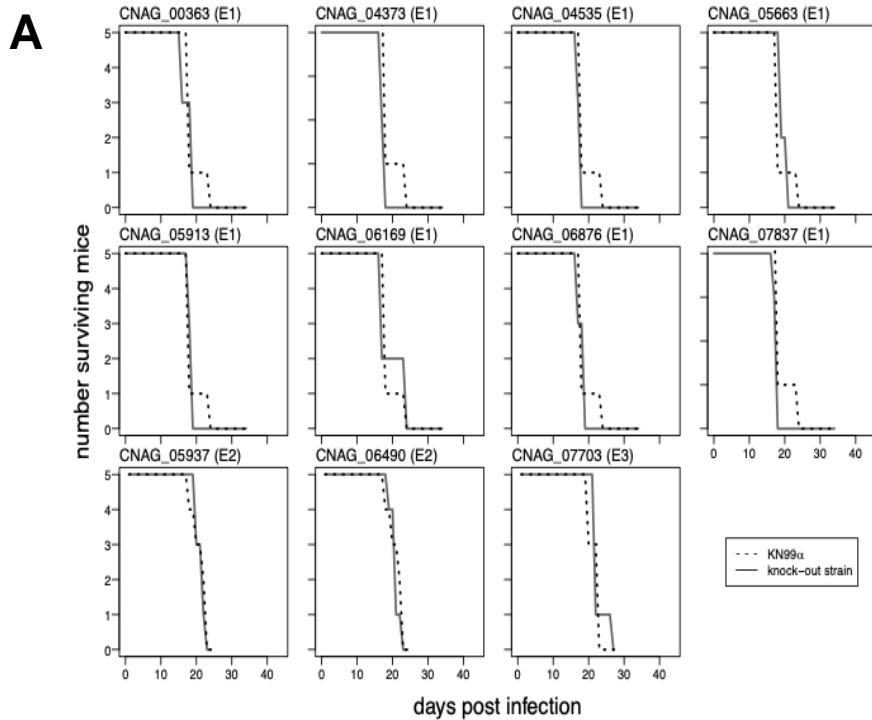 A
CNAG_00363 (E1)
CNAG_04373 (E1)
CNAG_04535 (E1)
CNAG_05663 (E1)
5
4
3
2
1
0
CNAG_05913 (E1)
CNAG_06169 (E1)
CNAG_06876 (E1)
CNAG_07837 (E1)
5
4
3
2
1
0
0 10 20 30 40
CNAG_05937 (E2)
CNAG_06490 (E2)
CNAG_07703 (E3)
5
4
3
2
1
0
0 10 20 30 40
0 10 20 30 40
0 10 20 30 40
number surviving mice
days post infection
KN99α
knock-out strain